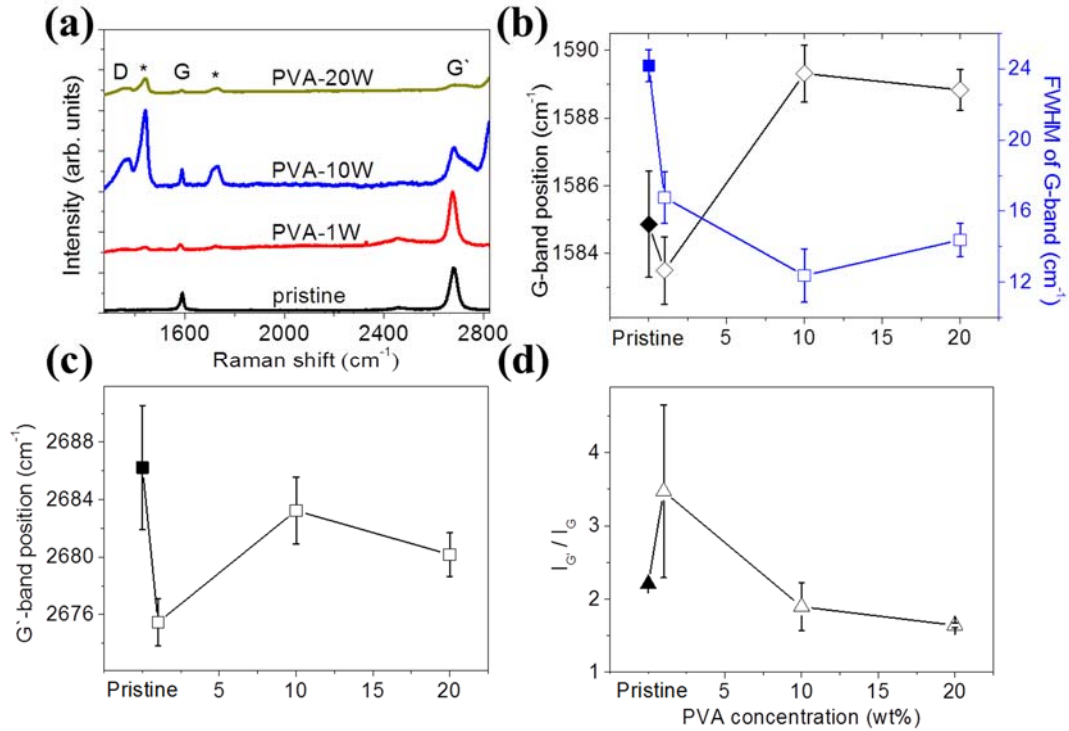 (a)
Intensity (arb. units)
D * G * G`
PVA-20W
PVA-10W
PVA-1W
pristine
1600 2000 2400 2800
Raman shift (cm⁻¹)
(b)
G-band position (cm⁻¹)
1590
1588
1586
1584
24
20
16
12
FWHM of G-band (cm⁻¹)
Pristine 5 10 15 20
(c)
G`-band position (cm⁻¹)
2688
2684
2680
2676
Pristine 5 10 15 20
(d)
I_G' / I_G
4
3
2
1
Pristine 5 10 15 20
PVA concentration (wt%)